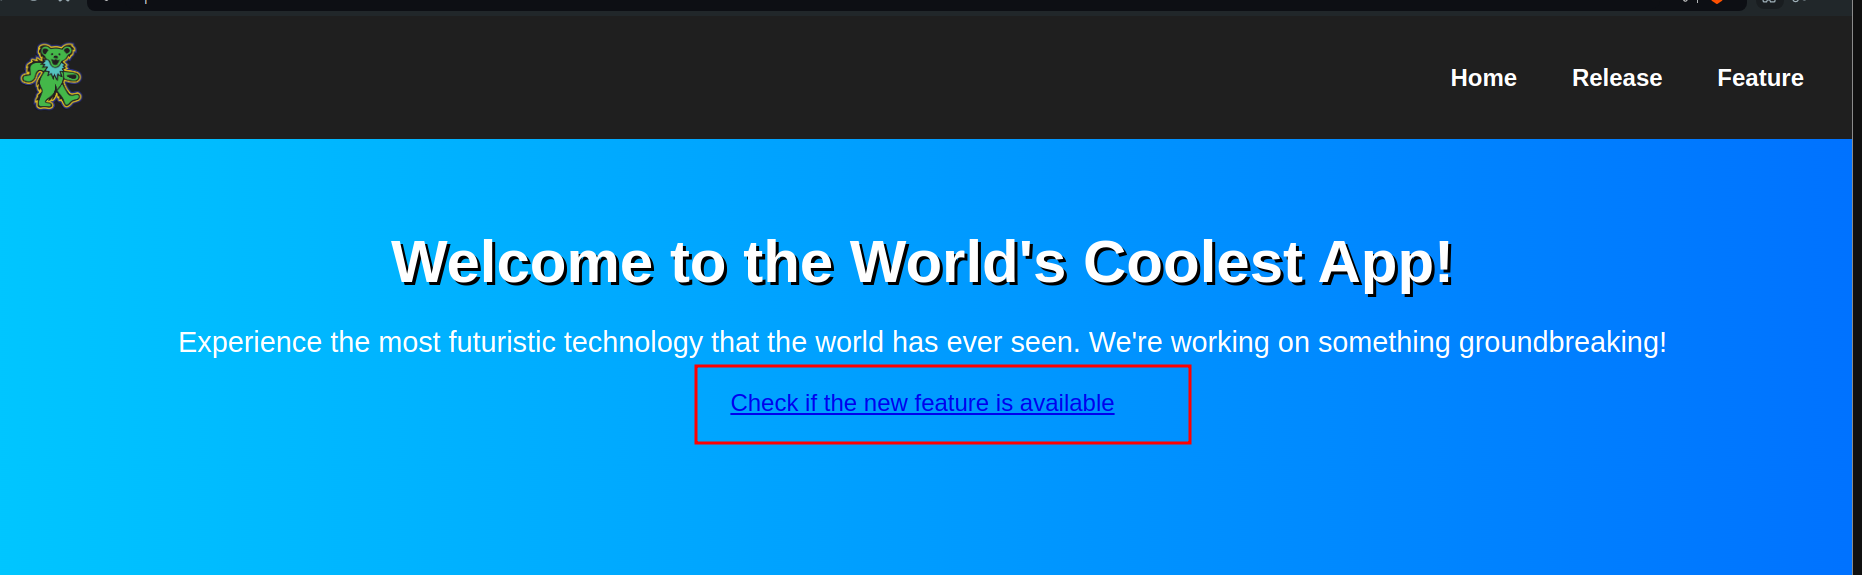 Home Release Feature
Welcome to the World's Coolest App!
Experience the most futuristic technology that the world has ever seen. We're working on something groundbreaking!
Check if the new feature is available